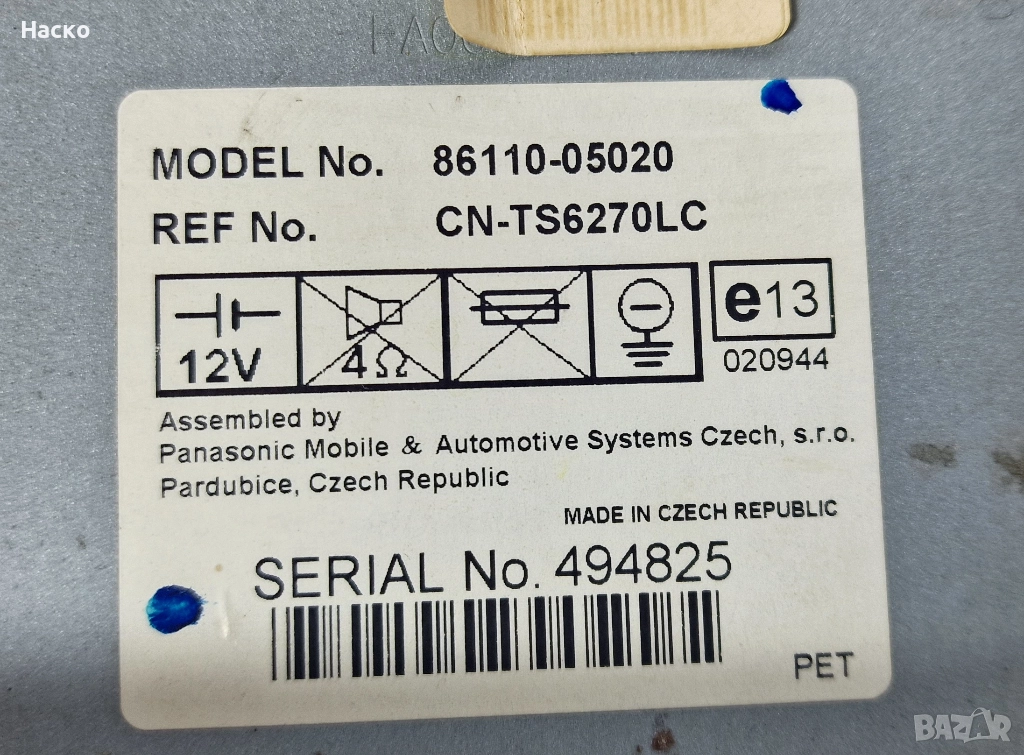 Наско
MODEL No. 86110-05020
REF No. CN-TS6270LC
12V
4Ω
e13
020944
Assembled by
Panasonic Mobile & Automotive Systems Czech, s.r.o.
Pardubice, Czech Republic
MADE IN CZECH REPUBLIC
SERIAL No. 494825
PET
BAZAR